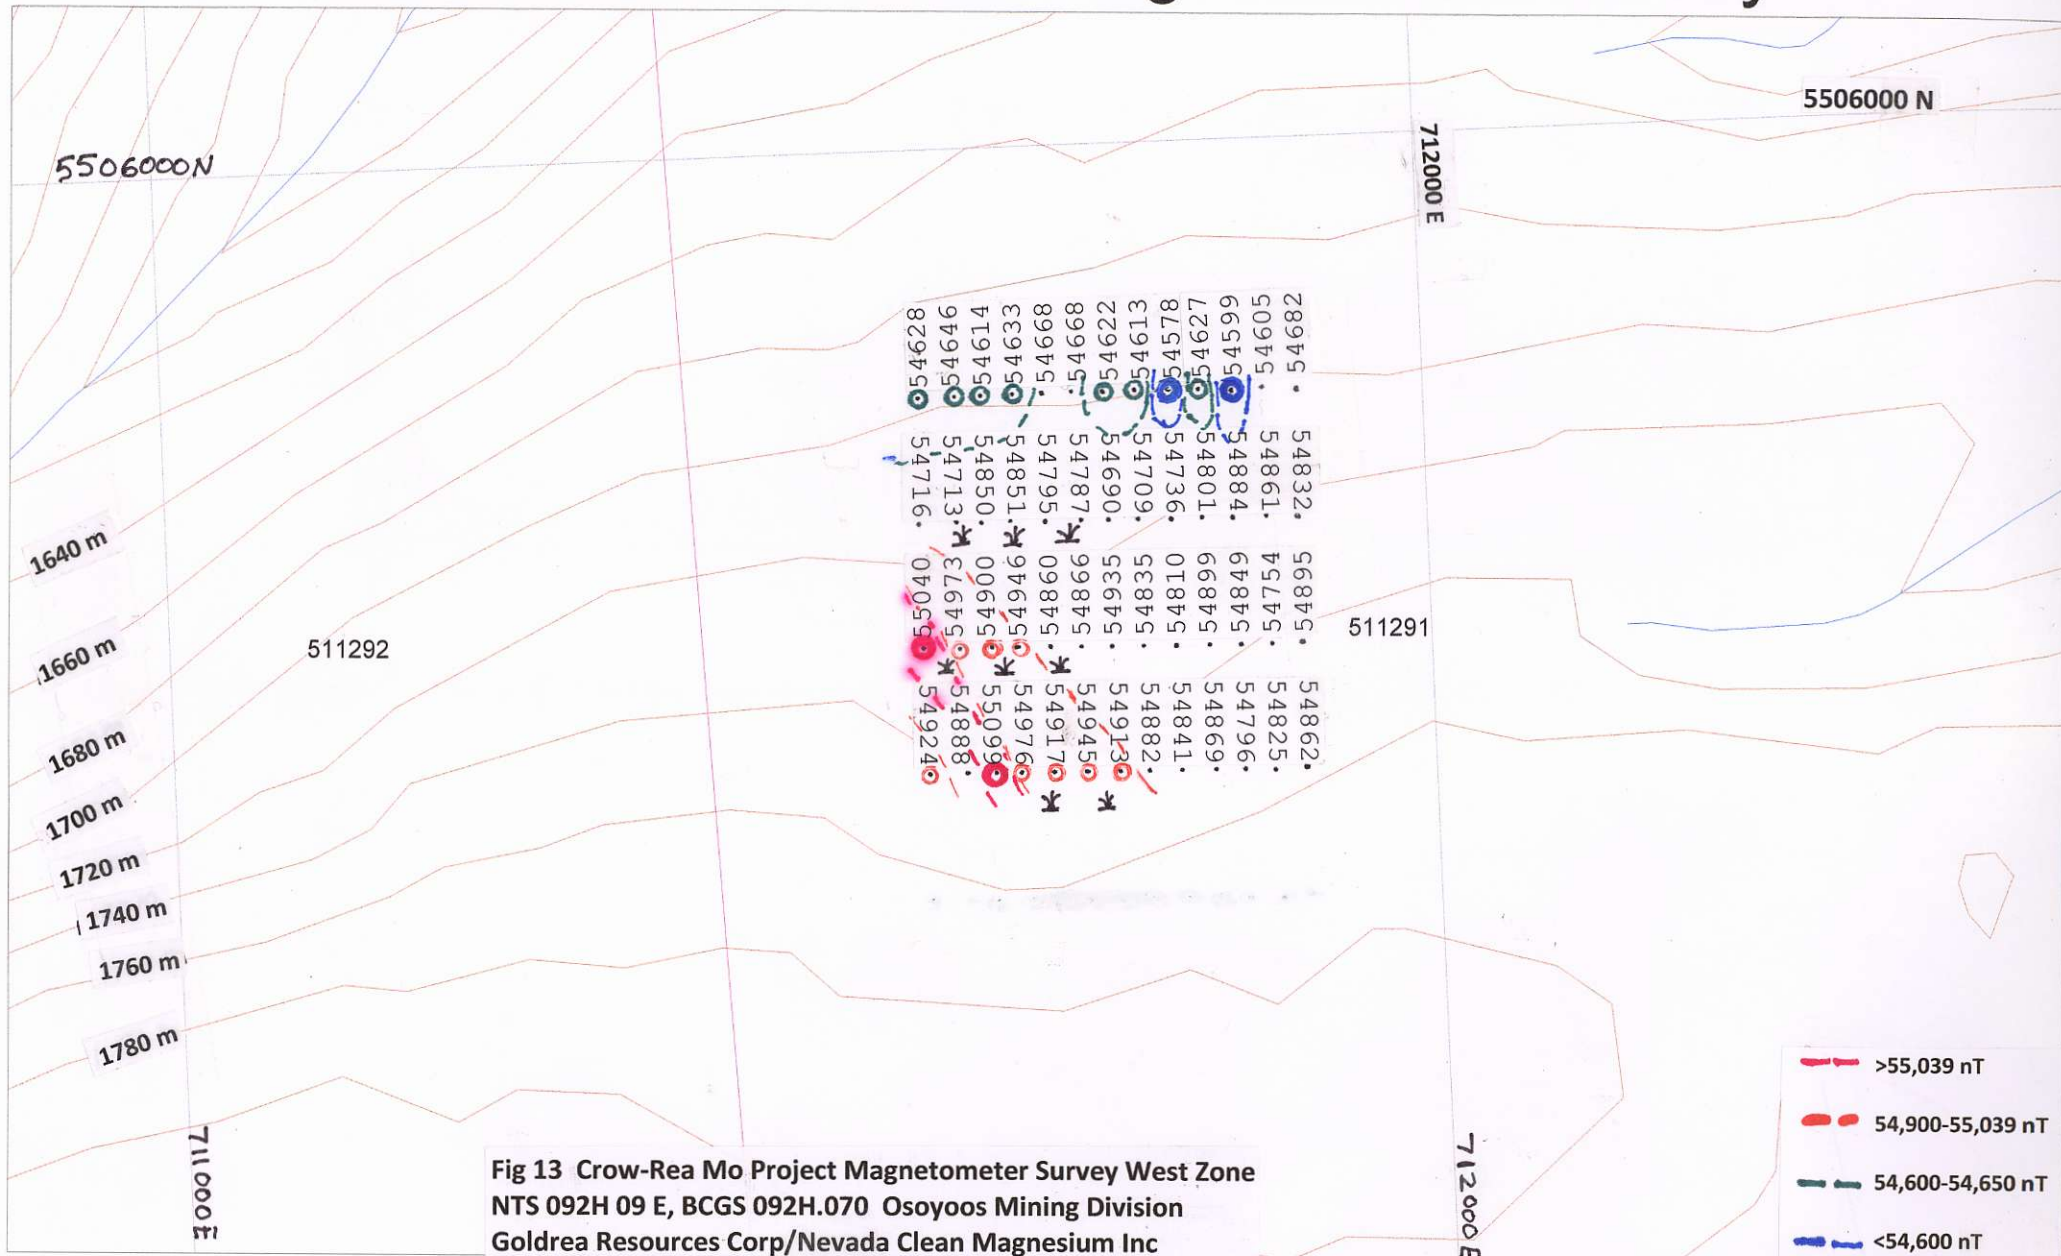 5506000 N
5506000N
712000 E
54628
54646
54614
54633
54668
54668
54622
54613
54578
54627
54599
54605
54682
54716
54713
54850
54851
54795
54787
54690
54709
54736
54801
54884
54861
54832
55040
54973
54900
54946
54890
54866
54935
54835
54810
54899
54849
54754
54895
511292
511291
54924
54888
55099
54976
54917
54945
54913
54882
54841
54869
54796
54825
54862
1640 m
1660 m
1680 m
1700 m
1720 m
1740 m
1760 m
1780 m
711000E
712000 E
Fig 13 Crow-Rea Mo Project Magnetometer Survey West Zone
NTS 092H 09 E, BCGS 092H.070 Osoyoos Mining Division
Goldrea Resources Corp/Nevada Clean Magnesium Inc
>55,039 nT
54,900-55,039 nT
54,600-54,650 nT
<54,600 nT